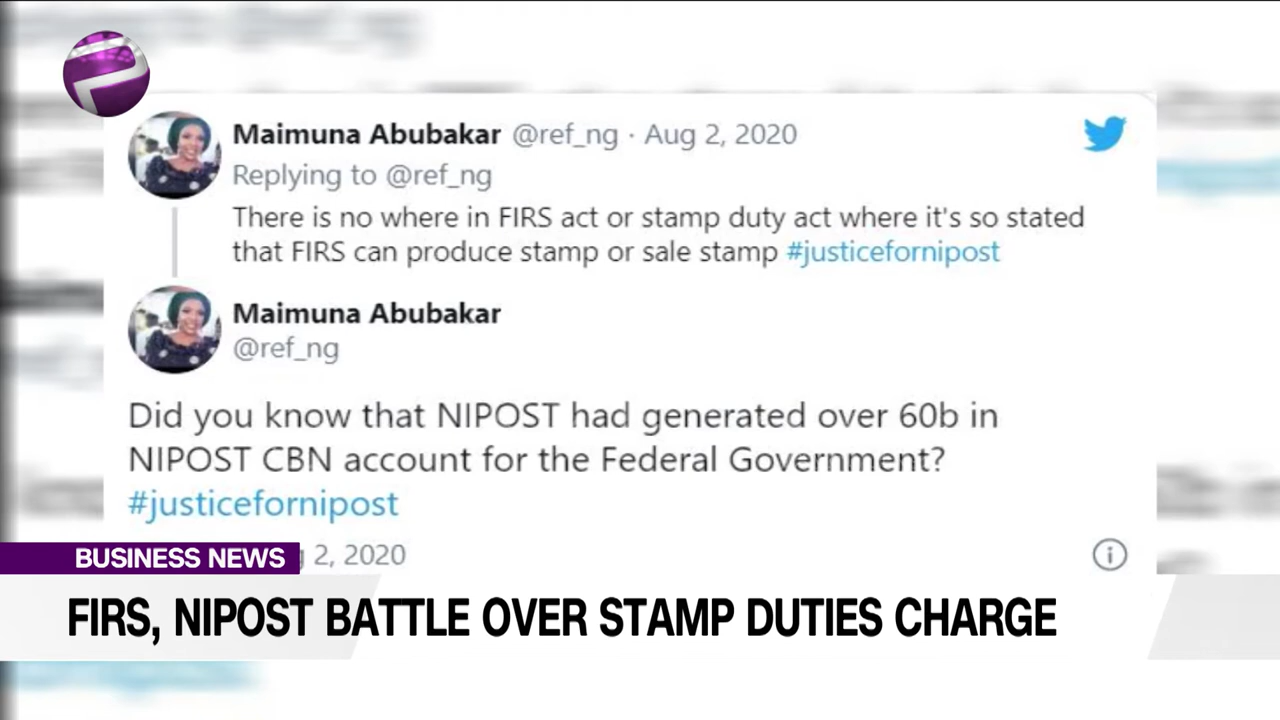 Maimuna Abubakar @ref_ng · Aug 2, 2020
Replying to @ref_ng
There is no where in FIRS act or stamp duty act where it's so stated
that FIRS can produce stamp or sale stamp #justicefornipost
Maimuna Abubakar
@ref_ng
Did you know that NIPOST had generated over 60b in
NIPOST CBN account for the Federal Government?
#justicefornipost
2, 2020
BUSINESS NEWS
FIRS, NIPOST BATTLE OVER STAMP DUTIES CHARGE